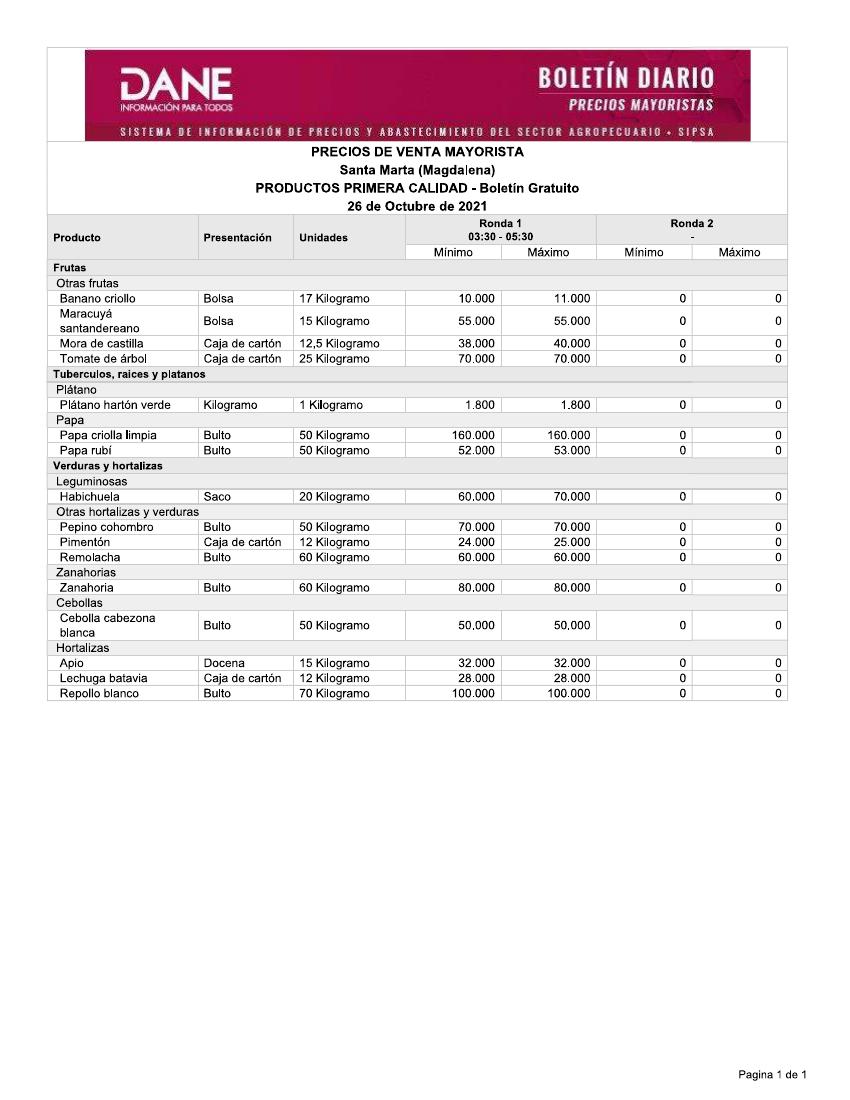 DANE
INFORMACIÓN PARA TODOS
BOLETÍN DIARIO
PRECIOS MAYORISTAS
SISTEMA DE INFORMACIÓN DE PRECIOS Y ABASTECIMIENTO DEL SECTOR AGROPECUARIO • SIPSA
PRECIOS DE VENTA MAYORISTA
Santa Marta (Magdalena)
PRODUCTOS PRIMERA CALIDAD - Boletín Gratuito
26 de Octubre de 2021
Producto Presentación Unidades Ronda 1 Ronda 2
03:30 - 05:30 -
Mínimo Máximo Mínimo Máximo
Frutas
Otras frutas
Banano criollo Bolsa 17 Kilogramo 10.000 11.000 0 0
Maracuyá
santandereano Bolsa 15 Kilogramo 55.000 55.000 0 0
Mora de castilla Caja de cartón 12,5 Kilogramo 38.000 40.000 0 0
Tomate de árbol Caja de cartón 25 Kilogramo 70.000 70.000 0 0
Tuberculos, raices y platanos
Plátano
Plátano hartón verde Kilogramo 1 Kilogramo 1.800 1.800 0 0
Papa
Papa criolla limpia Bulto 50 Kilogramo 160.000 160.000 0 0
Papa rubí Bulto 50 Kilogramo 52.000 53.000 0 0
Verduras y hortalizas
Leguminosas
Habichuela Saco 20 Kilogramo 60.000 70.000 0 0
Otras hortalizas y verduras
Pepino cohombro Bulto 50 Kilogramo 70.000 70.000 0 0
Pimentón Caja de cartón 12 Kilogramo 24.000 25.000 0 0
Remolacha Bulto 60 Kilogramo 60.000 60.000 0 0
Zanahorias
Zanahoria Bulto 60 Kilogramo 80.000 80.000 0 0
Cebollas
Cebolla cabezona
blanca Bulto 50 Kilogramo 50.000 50.000 0 0
Hortalizas
Apio Docena 15 Kilogramo 32.000 32.000 0 0
Lechuga batavia Caja de cartón 12 Kilogramo 28.000 28.000 0 0
Repollo blanco Bulto 70 Kilogramo 100.000 100.000 0 0
Pagina 1 de 1